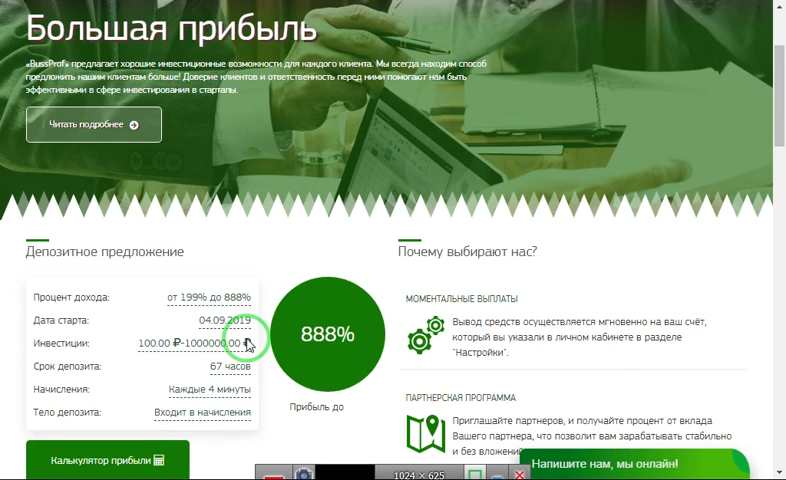 Большая прибыль
«BussProf» предлагает хорошие инвестиционные возможности для каждого клиента. Мы всегда находим способ
предложить нашим клиентам больше! Доверие клиентов и ответственность перед ними помогают нам быть
эффективными в сфере инвестирования в стартапы.
Читать подробнее
Депозитное предложение
Процент дохода: от 199% до 888%
Дата старта: 04.09.2019
Инвестиции: 100.00 ₽-1000000.00 ₽
Срок депозита: 67 часов
Начисления: Каждые 4 минуты
Тело депозита: Входит в начисления
Калькулятор прибыли
888%
Прибыль до
Почему выбирают нас?
МОМЕНТАЛЬНЫЕ ВЫПЛАТЫ
Вывод средств осуществляется мгновенно на ваш счёт,
который вы указали в личном кабинете в разделе
"Настройки".
ПАРТНЕРСКАЯ ПРОГРАММА
Приглашайте партнеров, и получайте процент от вклада
Вашего партнера, что позволит вам зарабатывать стабильно
и без вложений
Напишите нам, мы онлайн!
1024 × 625